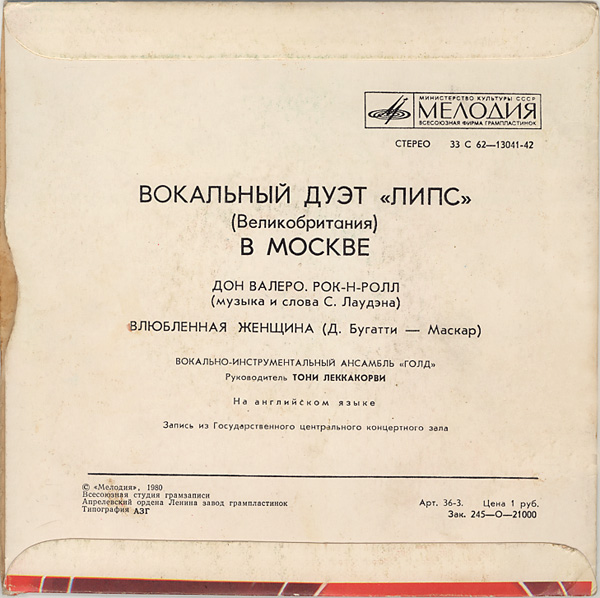 МИНИСТЕРСТВО КУЛЬТУРЫ СССР
МЕЛОДИЯ
ВСЕСОЮЗНАЯ ФИРМА ГРАМПЛАСТИНОК
СТЕРЕО 33 С 62—13041-42
ВОКАЛЬНЫЙ ДУЭТ «ЛИПС»
(Великобритания)
В МОСКВЕ
ДОН ВАЛЕРО. РОК-Н-РОЛЛ
(музыка и слова С. Лаудэна)
ВЛЮБЛЕННАЯ ЖЕНЩИНА (Д. Бугатти — Маскар)
ВОКАЛЬНО-ИНСТРУМЕНТАЛЬНЫЙ АНСАМБЛЬ «ГОЛД»
Руководитель ТОНИ ЛЕККАКОРВИ
На английском языке
Запись из Государственного центрального концертного зала
© «Мелодия», 1980
Всесоюзная студия грамзаписи
Апрелевский ордена Ленина завод грампластинок
Типография АЗГ
Арт. 36-3. Цена 1 руб.
Зак. 245—О—21000